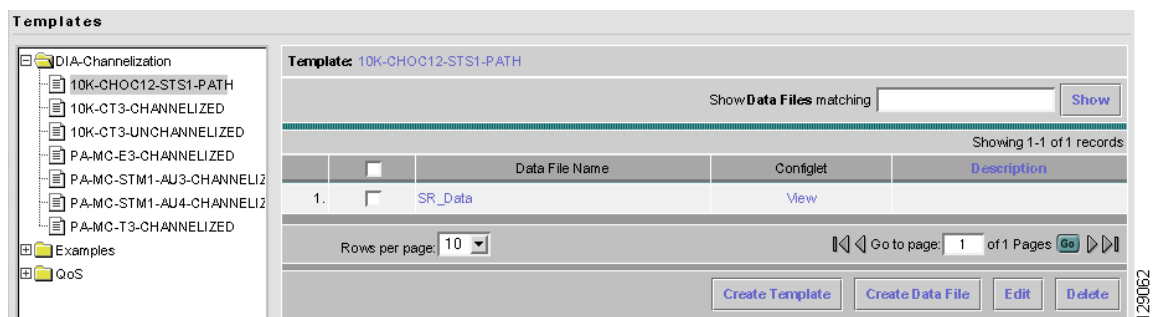 Templates
DIA-Channelization
10K-CHOC12-STS1-PATH
10K-CT3-CHANNELIZED
10K-CT3-UNCHANNELIZED
PA-MC-E3-CHANNELIZED
PA-MC-STM1-AU3-CHANNELIZ
PA-MC-STM1-AU4-CHANNELIZ
PA-MC-T3-CHANNELIZED
Examples
QoS
Template: 10K-CHOC12-STS1-PATH
Show Data Files matching Show
Showing 1-1 of 1 records
Data File Name Configlet Description
1. SR_Data View
Rows per page: 10 Go to page: 1 of 1 Pages Go
Create Template Create Data File Edit Delete
129062